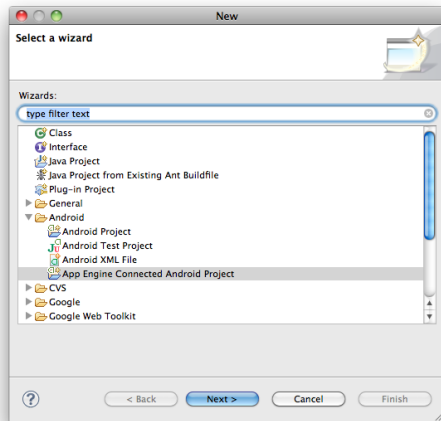 New
Select a wizard
Wizards:
type filter text
Class
Interface
Java Project
Java Project from Existing Ant Buildfile
Plug-in Project
General
Android
Android Project
Android Test Project
Android XML File
App Engine Connected Android Project
CVS
Google
Google Web Toolkit
? < Back Next > Cancel Finish